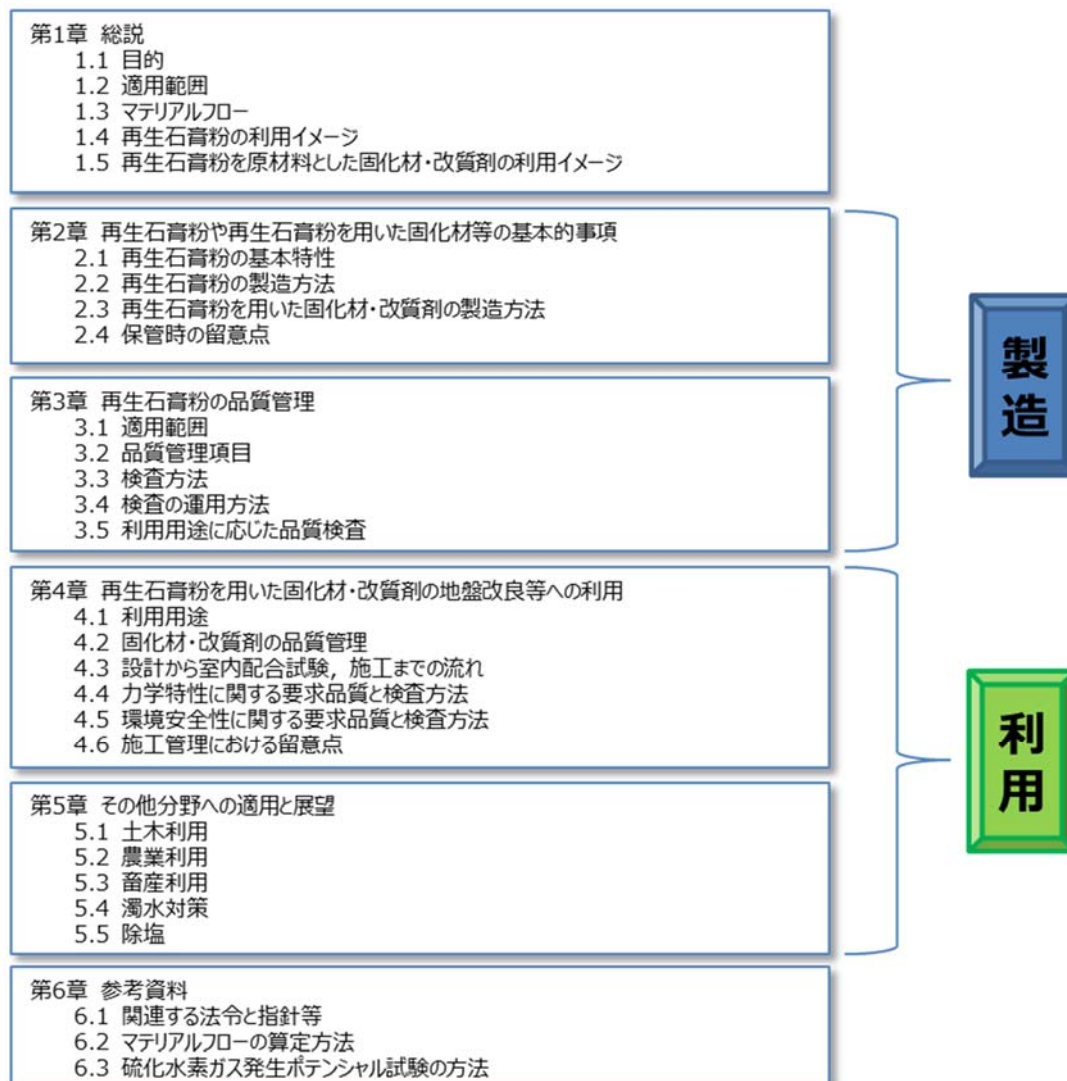 第1章 総説
1.1 目的
1.2 適用範囲
1.3 マテリアルフロー
1.4 再生石膏粉の利用イメージ
1.5 再生石膏粉を原材料とした固化材・改質剤の利用イメージ
第2章 再生石膏粉や再生石膏粉を用いた固化材等の基本的事項
2.1 再生石膏粉の基本特性
2.2 再生石膏粉の製造方法
2.3 再生石膏粉を用いた固化材・改質剤の製造方法
2.4 保管時の留意点
第3章 再生石膏粉の品質管理
3.1 適用範囲
3.2 品質管理項目
3.3 検査方法
3.4 検査の運用方法
3.5 利用用途に応じた品質検査
製造
第4章 再生石膏粉を用いた固化材・改質剤の地盤改良等への利用
4.1 利用用途
4.2 固化材・改質剤の品質管理
4.3 設計から室内配合試験，施工までの流れ
4.4 力学特性に関する要求品質と検査方法
4.5 環境安全性に関する要求品質と検査方法
4.6 施工管理における留意点
第5章 その他分野への適用と展望
5.1 土木利用
5.2 農業利用
5.3 畜産利用
5.4 濁水対策
5.5 除塩
利用
第6章 参考資料
6.1 関連する法令と指針等
6.2 マテリアルフローの算定方法
6.3 硫化水素ガス発生ポテンシャル試験の方法